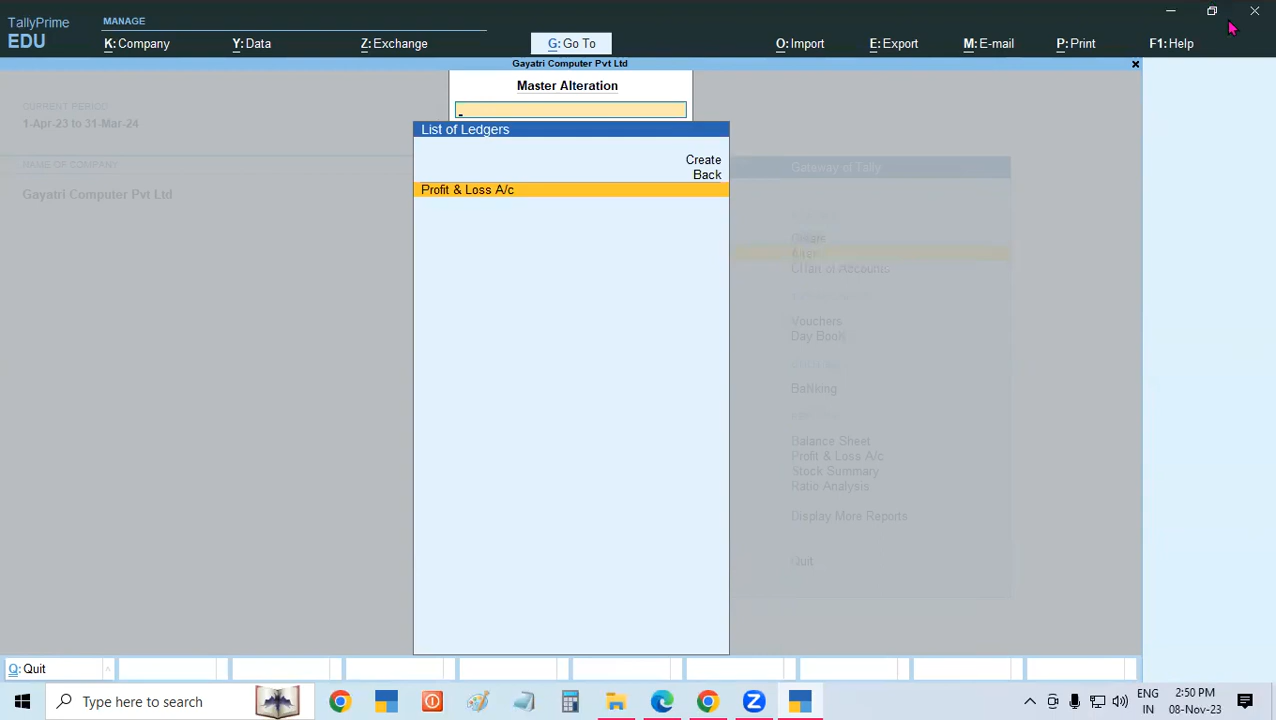 TallyPrime
EDU
MANAGE
K: Company
Y: Data
Z: Exchange
G: Go To
O: Import
E: Export
M: E-mail
P: Print
F1: Help
Gayatri Computer Pvt Ltd
CURRENT PERIOD
1-Apr-23 to 31-Mar-24
NAME OF COMPANY
Gayatri Computer Pvt Ltd
Master Alteration
List of Ledgers
Create
Back
Profit & Loss A/c
Gateway of Tally
Create
Alter
CHart of Accounts
Vouchers
Day BooK
BaNking
Balance Sheet
Profit & Loss A/c
Stock Summary
Ratio Analysis
Display More Reports
Quit
Q: Quit
Type here to search
ENG
IN
2:50 PM
08-Nov-23